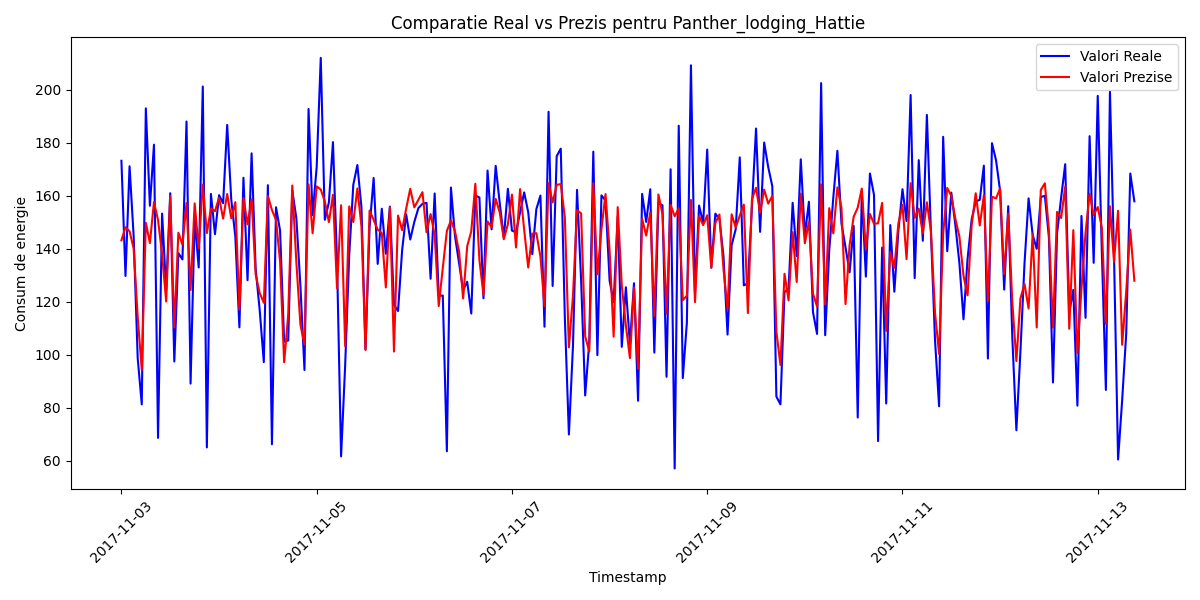 Comparatie Real vs Prezis pentru Panther_lodging_Hattie
Valori Reale
Valori Prezise
Consum de energie
200
180
160
140
120
100
80
60
2017-11-03
2017-11-05
2017-11-07
2017-11-09
2017-11-11
2017-11-13
Timestamp